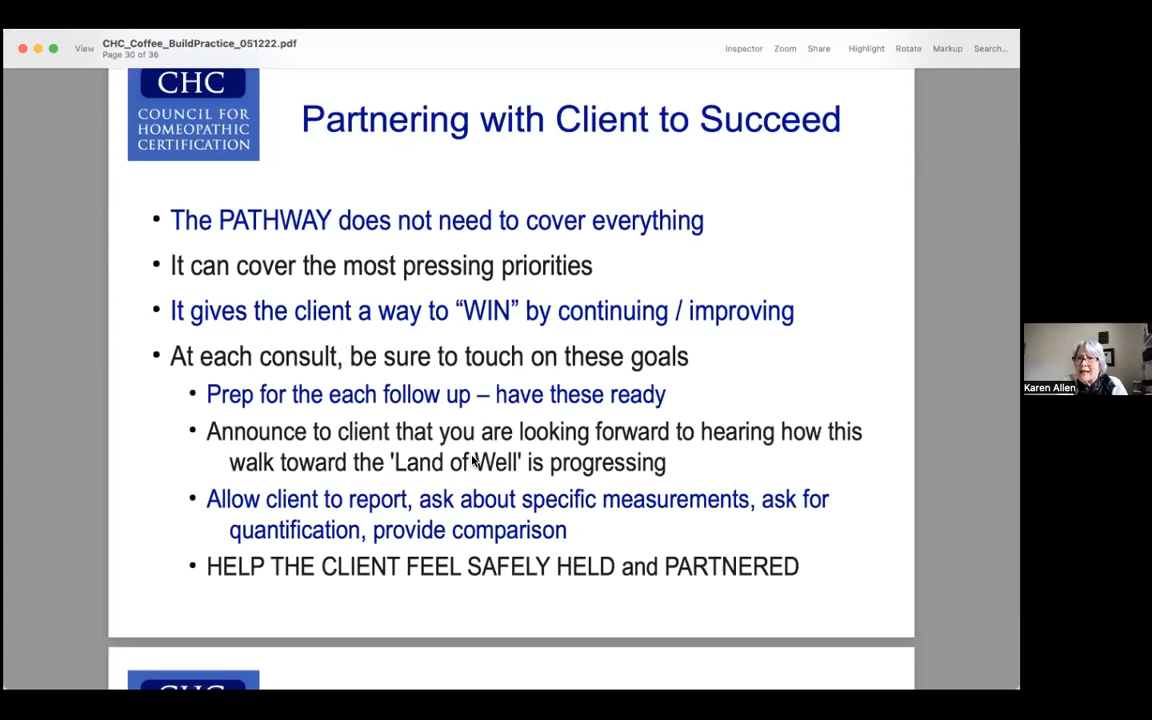 CHC_Coffee_BuildPractice_051222.pdf
View
Page 30 of 36
Inspector Zoom Share Highlight Rotate Markup Search...
CHC
COUNCIL FOR
HOMEOPATHIC
CERTIFICATION
Partnering with Client to Succeed
• The PATHWAY does not need to cover everything
• It can cover the most pressing priorities
• It gives the client a way to “WIN” by continuing / improving
• At each consult, be sure to touch on these goals
• Prep for the each follow up – have these ready
• Announce to client that you are looking forward to hearing how this
walk toward the 'Land of Well' is progressing
• Allow client to report, ask about specific measurements, ask for
quantification, provide comparison
• HELP THE CLIENT FEEL SAFELY HELD and PARTNERED
Karen Allen
CHC